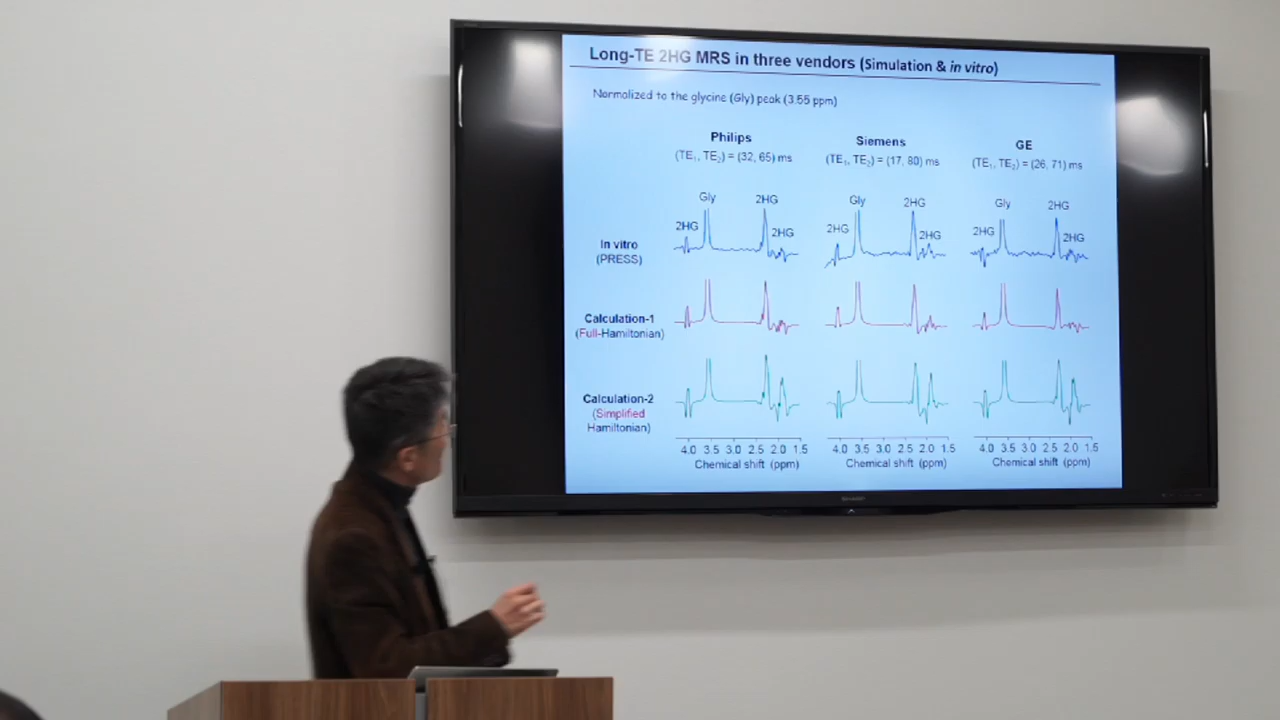 Long-TE 2HG MRS in three vendors (Simulation & in vitro)
Normalized to the glycine (Gly) peak (3.55 ppm)
Philips
(TE1, TE2) = (32, 65) ms
Siemens
(TE1, TE2) = (17, 80) ms
GE
(TE1, TE2) = (26, 71) ms
In vitro
(PRESS)
2HG Gly 2HG 2HG
2HG Gly 2HG 2HG
2HG Gly 2HG 2HG
Calculation-1
(Full-Hamiltonian)
Calculation-2
(Simplified
Hamiltonian)
4.0 3.5 3.0 2.5 2.0 1.5
Chemical shift (ppm)
4.0 3.5 3.0 2.5 2.0 1.5
Chemical shift (ppm)
4.0 3.5 3.0 2.5 2.0 1.5
Chemical shift (ppm)
SHARP